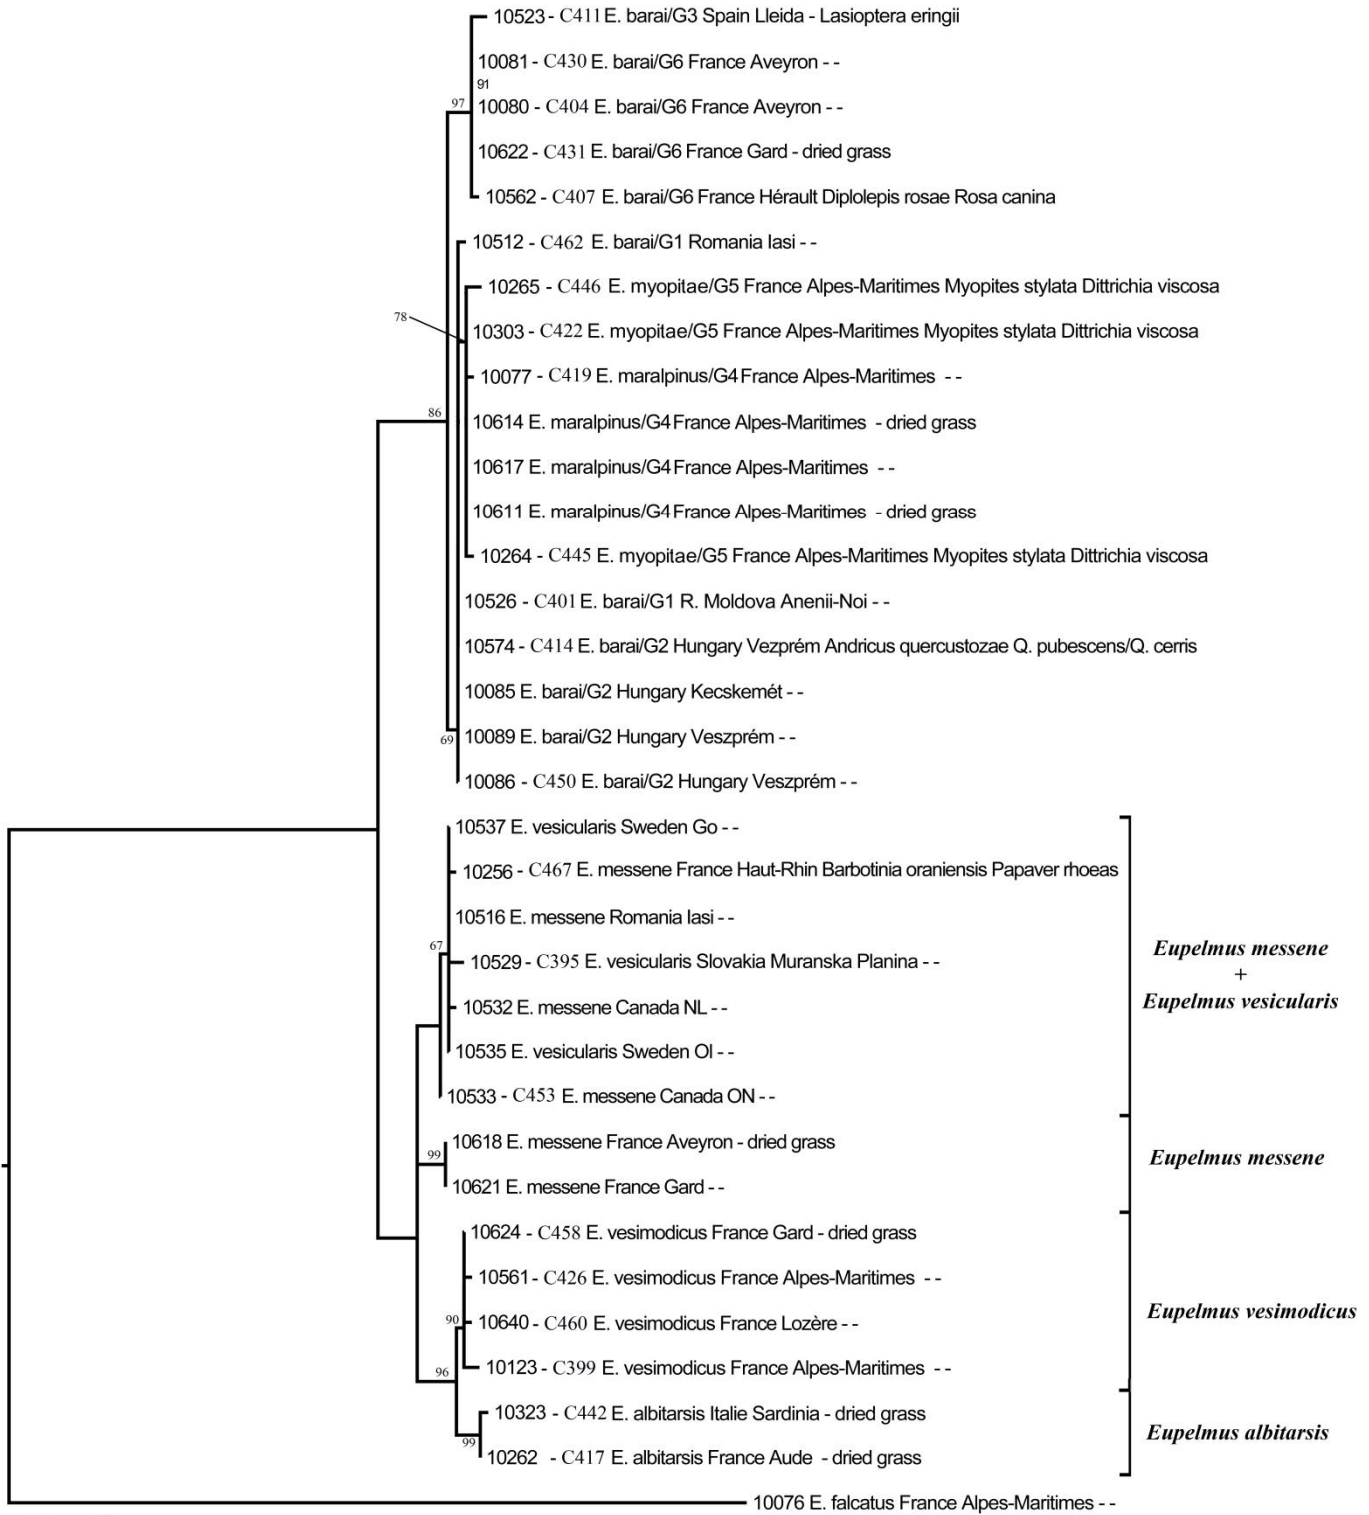 10523 - C411 E. barai/G3 Spain Lleida - Lasioptera eringii
10081 - C430 E. barai/G6 France Aveyron - -
91
97
10080 - C404 E. barai/G6 France Aveyron - -
10622 - C431 E. barai/G6 France Gard - dried grass
10562 - C407 E. barai/G6 France Hérault Diplolepis rosae Rosa canina
10512 - C462 E. barai/G1 Romania Iasi - -
10265 - C446 E. myopitae/G5 France Alpes-Maritimes Myopites stylata Dittrichia viscosa
78
10303 - C422 E. myopitae/G5 France Alpes-Maritimes Myopites stylata Dittrichia viscosa
10077 - C419 E. maralpinus/G4 France Alpes-Maritimes - -
86
10614 E. maralpinus/G4 France Alpes-Maritimes - dried grass
10617 E. maralpinus/G4 France Alpes-Maritimes - -
10611 E. maralpinus/G4 France Alpes-Maritimes - dried grass
10264 - C445 E. myopitae/G5 France Alpes-Maritimes Myopites stylata Dittrichia viscosa
10526 - C401 E. barai/G1 R. Moldova Anenii-Noi - -
10574 - C414 E. barai/G2 Hungary Vezprém Andricus quercustozae Q. pubescens/Q. cerris
10085 E. barai/G2 Hungary Kecskemét - -
10089 E. barai/G2 Hungary Veszprém - -
69
10086 - C450 E. barai/G2 Hungary Veszprém - -
10537 E. vesicularis Sweden Go - -
10256 - C467 E. messene France Haut-Rhin Barbotinia oraniensis Papaver rhoeas
10516 E. messene Romania Iasi - -
67
10529 - C395 E. vesicularis Slovakia Muranska Planina - -
10532 E. messene Canada NL - -
10535 E. vesicularis Sweden Ol - -
10533 - C453 E. messene Canada ON - -
Eupelmus messene
+
Eupelmus vesicularis
10618 E. messene France Aveyron - dried grass
99
10621 E. messene France Gard - -
Eupelmus messene
10624 - C458 E. vesimodicus France Gard - dried grass
10561 - C426 E. vesimodicus France Alpes-Maritimes - -
90
10640 - C460 E. vesimodicus France Lozère - -
10123 - C399 E. vesimodicus France Alpes-Maritimes - -
Eupelmus vesimodicus
96
10323 - C442 E. albitarsis Italie Sardinia - dried grass
99
10262 - C417 E. albitarsis France Aude - dried grass
Eupelmus albitarsis
10076 E. falcatus France Alpes-Maritimes - -